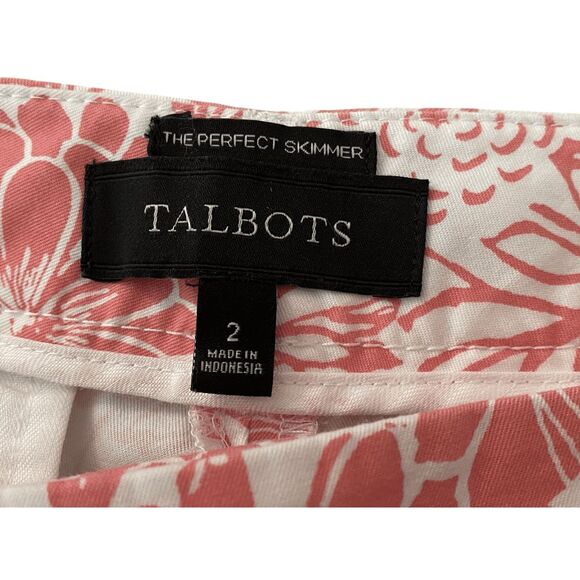 THE PERFECT SKIMMER
TALBOTS
2
MADE IN
INDONESIA